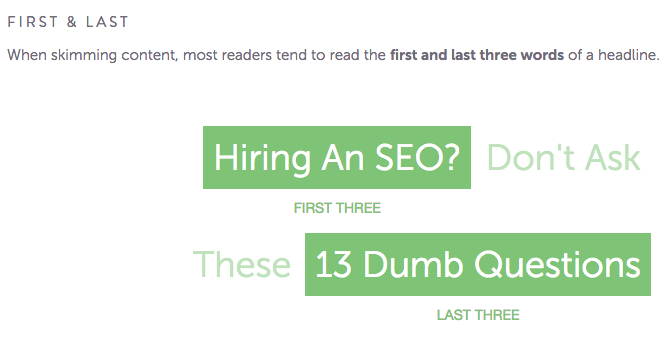 FIRST & LAST
When skimming content, most readers tend to read the first and last three words of a headline.
Hiring An SEO? Don't Ask
FIRST THREE
These 13 Dumb Questions
LAST THREE